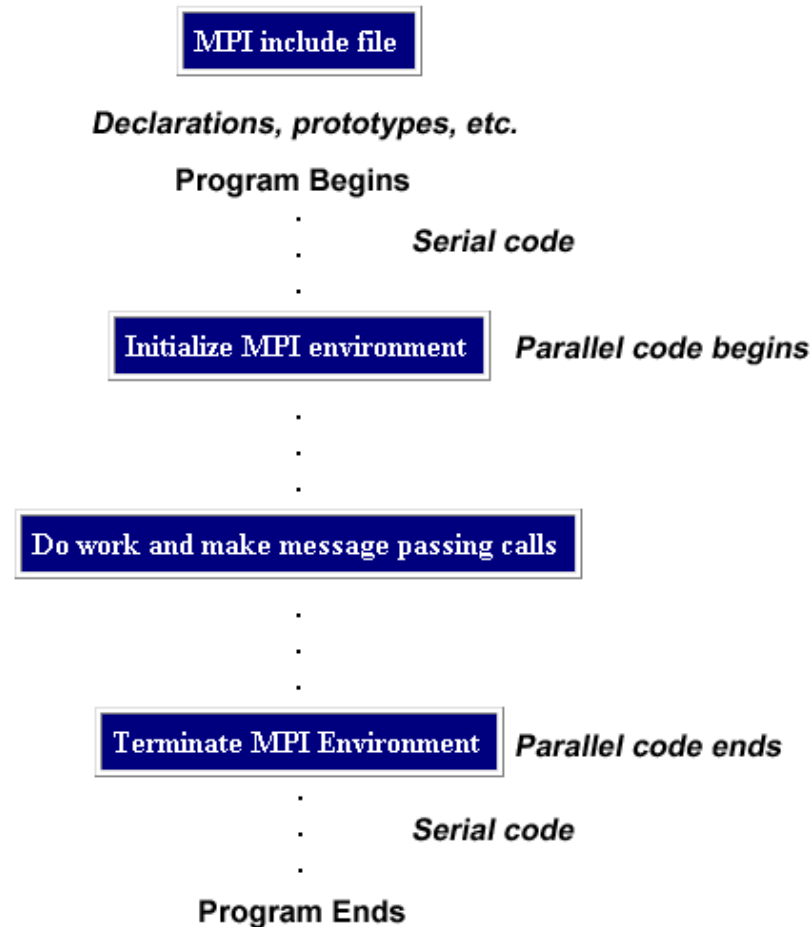 MPI include file
Declarations, prototypes, etc.
Program Begins
Serial code
Initialize MPI environment
Parallel code begins
Do work and make message passing calls
Terminate MPI Environment
Parallel code ends
Serial code
Program Ends